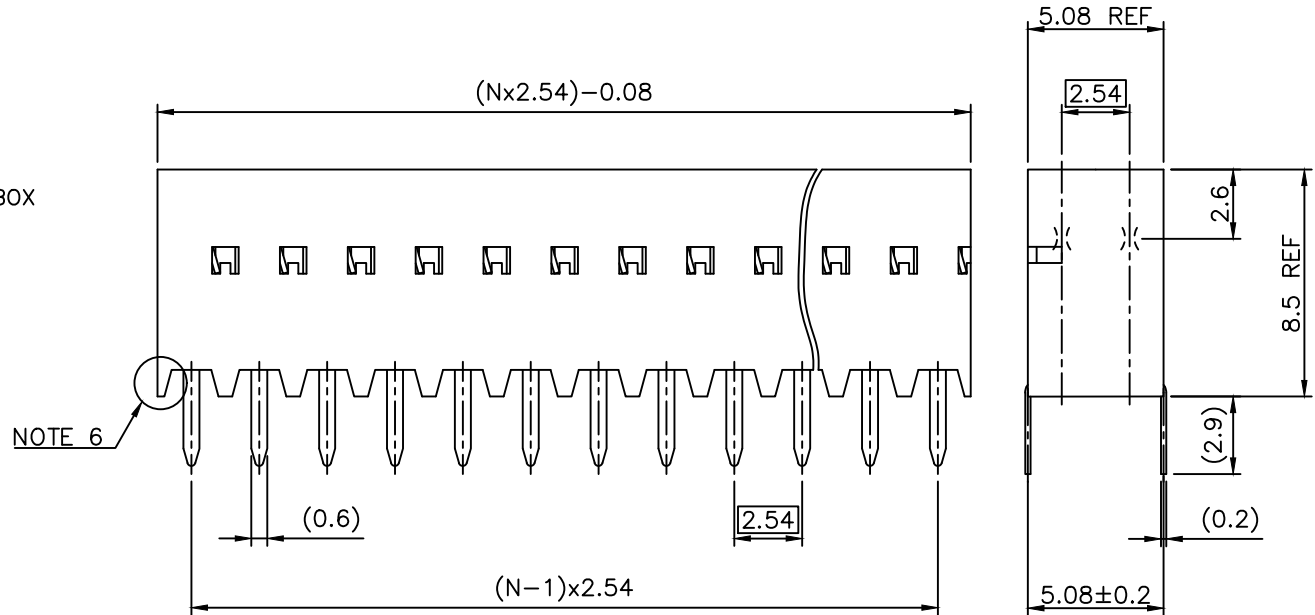 5.08 REF
(Nx2.54)-0.08
2.54
BOX
2.6
8.5 REF
NOTE 6
(2.9)
(0.6)
2.54
(0.2)
(N-1)x2.54
5.08±0.2